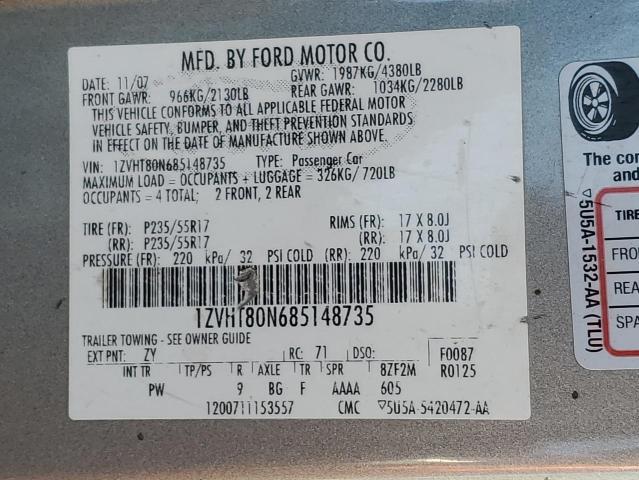 MFD. BY FORD MOTOR CO.
DATE: 11/07 GVWR: 1987KG/4380LB
FRONT GAWR: 966KG/2130LB REAR GAWR: 1034KG/2280LB
THIS VEHICLE CONFORMS TO ALL APPLICABLE FEDERAL MOTOR
VEHICLE SAFETY, BUMPER, AND THEFT PREVENTION STANDARDS
IN EFFECT ON THE DATE OF MANUFACTURE SHOWN ABOVE.
VIN: 1ZVHT80N685148735 TYPE: Passenger Car
MAXIMUM LOAD = OCCUPANTS + LUGGAGE = 326KG/720LB
OCCUPANTS = 4 TOTAL; 2 FRONT, 2 REAR
TIRE (FR): P235/55R17 RIMS (FR): 17 X 8.0J
(RR): P235/55R17 (RR): 17 X 8.0J
PRESSURE (FR): 220 kPa/ 32 PSI COLD (RR): 220 kPa/ 32 PSI COLD
1ZVHT80N685148735
TRAILER TOWING - SEE OWNER GUIDE
EXT PNT: ZY RC: 71 DSO: F0087
INT TR TP/PS R AXLE TR SPR 8ZF2M R0125
PW 9 BG F AAAA 605
1200711153557 CMC ▽5U5A-5420472-AA
The co
and
▽5U5A-1532-AA (TLU)
TIRE
FRO
REA
SPA